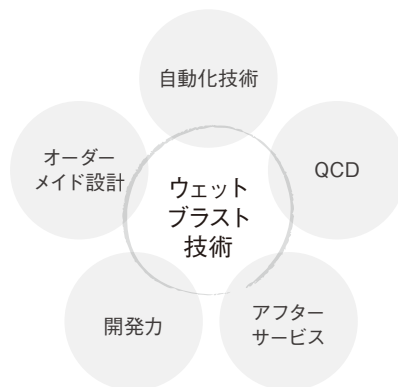 自動化技術
オーダー
メイド設計
QCD
ウェット
ブラスト
技術
開発力
アフター
サービス